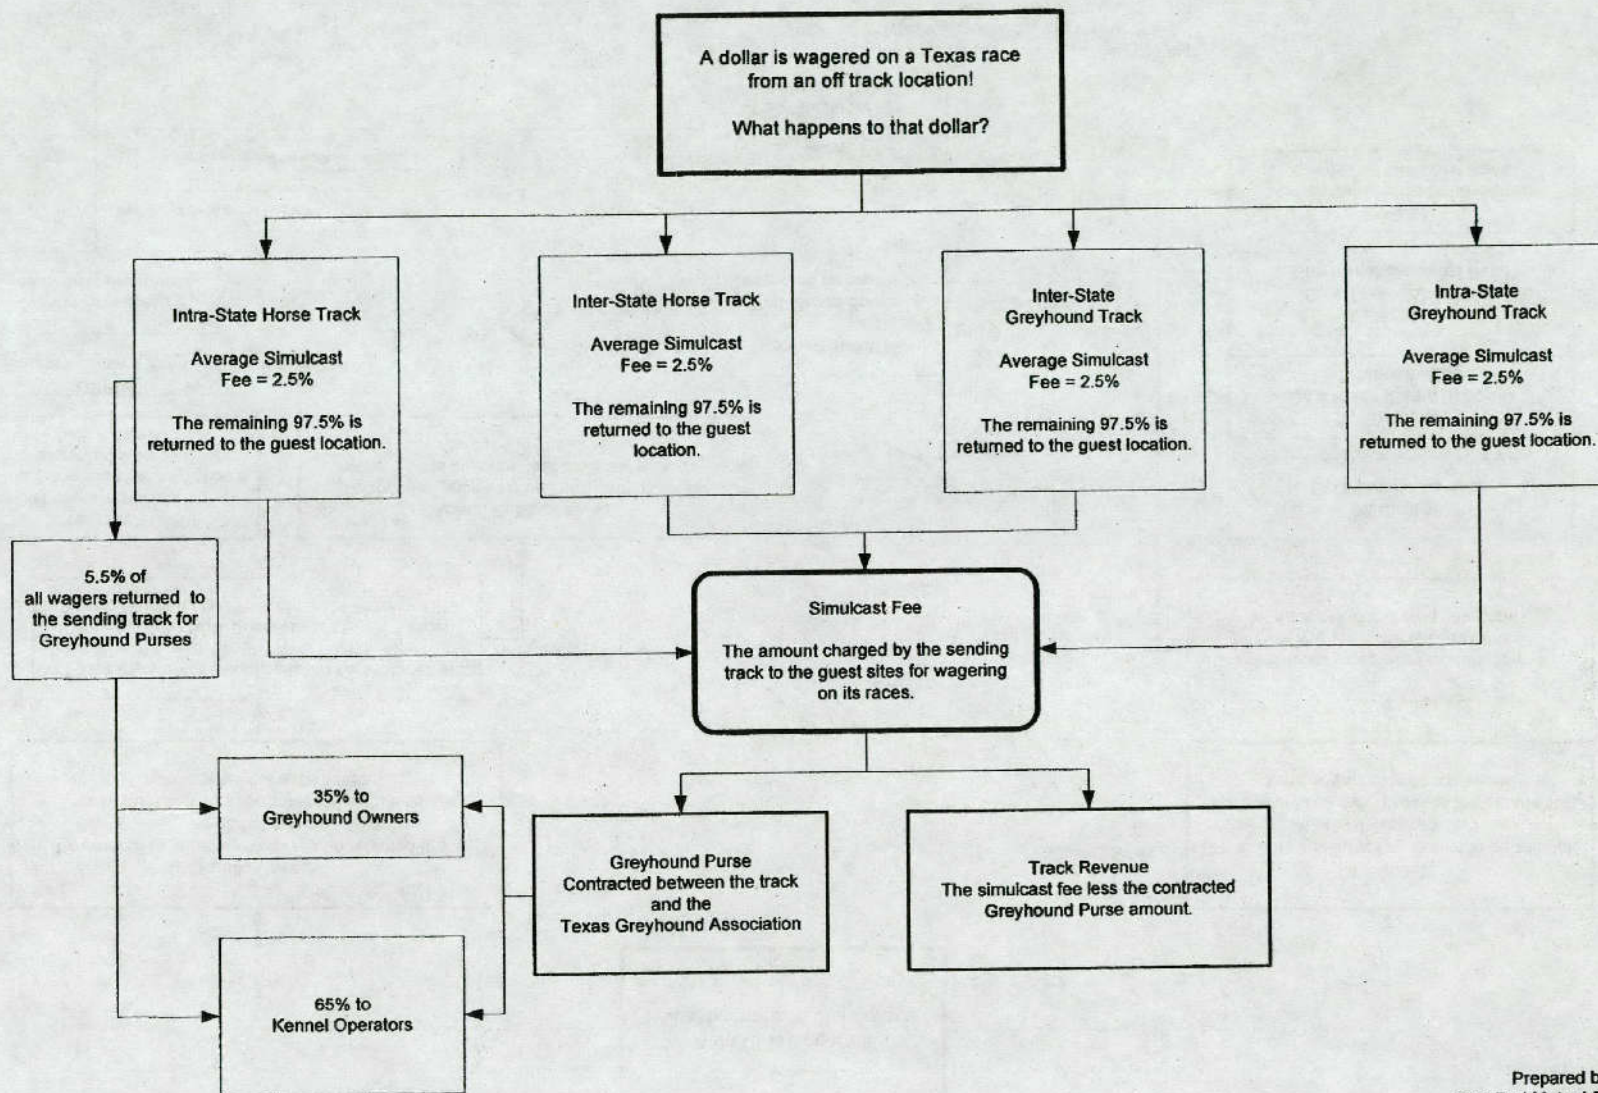 A dollar is wagered on a Texas race
from an off track location!
What happens to that dollar?
Intra-State Horse Track
Average Simulcast
Fee = 2.5%
The remaining 97.5% is
returned to the guest location.
Inter-State Horse Track
Average Simulcast
Fee = 2.5%
The remaining 97.5% is
returned to the guest
location.
Inter-State
Greyhound Track
Average Simulcast
Fee = 2.5%
The remaining 97.5% is
returned to the guest location.
Intra-State
Greyhound Track
Average Simulcast
Fee = 2.5%
The remaining 97.5% is
returned to the guest location.
5.5% of
all wagers returned to
the sending track for
Greyhound Purses
Simulcast Fee
The amount charged by the sending
track to the guest sites for wagering
on its races.
35% to
Greyhound Owners
Greyhound Purse
Contracted between the track
and the
Texas Greyhound Association
Track Revenue
The simulcast fee less the contracted
Greyhound Purse amount.
65% to
Kennel Operators
Prepared